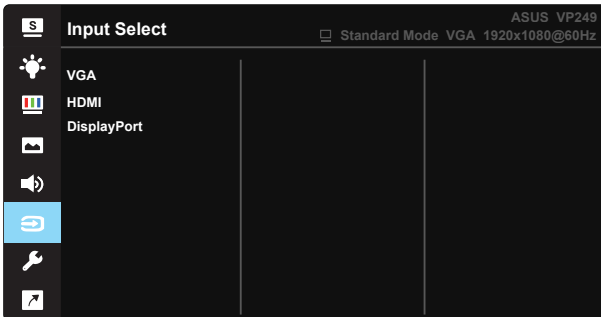 S
Input Select
ASUS VP249
Standard Mode VGA 1920x1080@60Hz
VGA
HDMI
DisplayPort